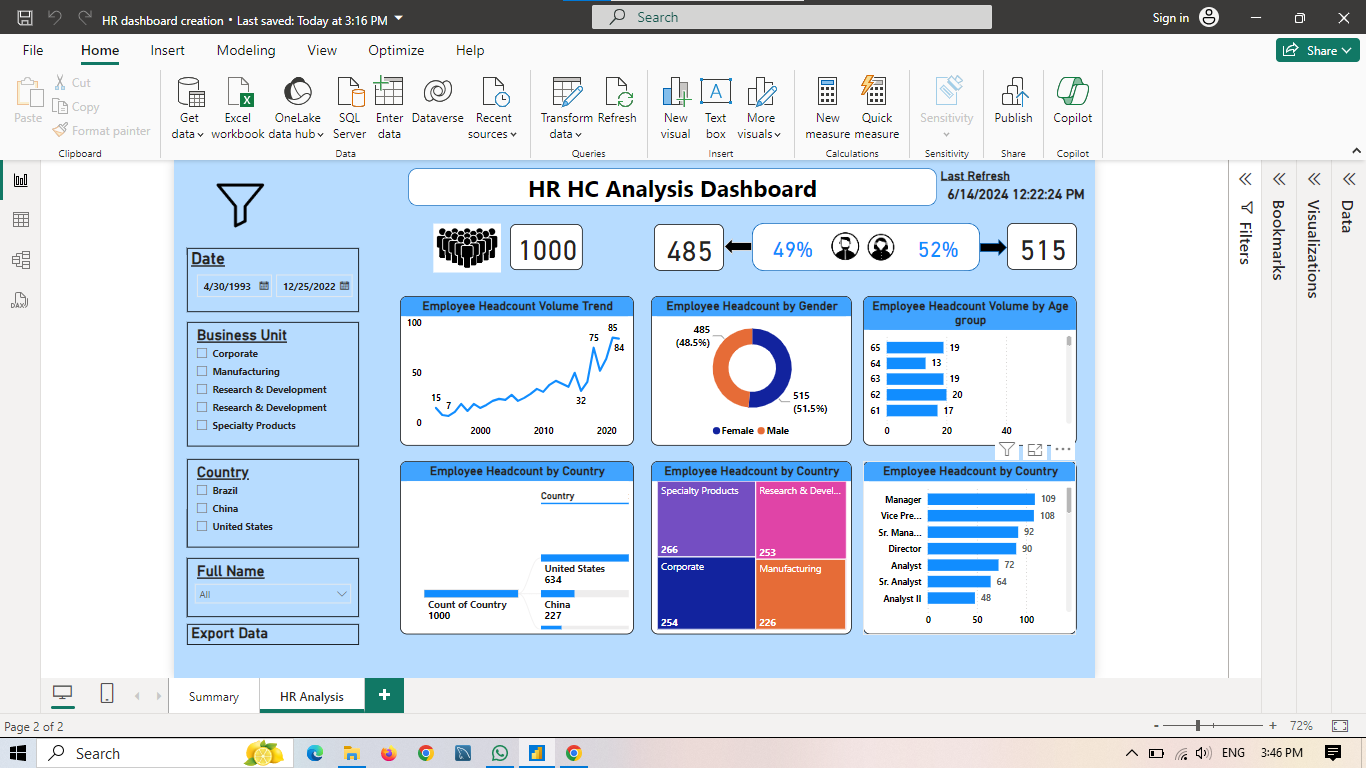 HR dashboard creation • Last saved: Today at 3:16 PM
Search
Sign in
File Home Insert Modeling View Optimize Help
Share
Paste
Cut
Copy
Format painter
Clipboard
Get data
Excel workbook
OneLake data hub
SQL Server
Enter data
Dataverse
Recent sources
Data
Transform data
Refresh
Queries
New visual
Text box
More visuals
Insert
New measure
Quick measure
Calculations
Sensitivity
Sensitivity
Publish
Share
Copilot
Copilot
HR HC Analysis Dashboard
Last Refresh
6/14/2024 12:22:24 PM
1000
485
49%
52%
515
Date
4/30/1993 12/25/2022
Business Unit
Corporate
Manufacturing
Research & Development
Research & Development
Specialty Products
Country
Brazil
China
United States
Full Name
All
Export Data
Employee Headcount Volume Trend
100
50
0
15
7
32
75
85
84
2000 2010 2020
Employee Headcount by Gender
485
(48.5%)
515
(51.5%)
Female Male
Employee Headcount Volume by Age
group
65 19
64 13
63 19
62 20
61 17
0 20 40
Employee Headcount by Country
Country
Count of Country
1000
United States
634
China
227
Employee Headcount by Country
Specialty Products
266
Research & Devel...
253
Corporate
254
Manufacturing
226
Employee Headcount by Country
Manager 109
Vice Pre... 108
Sr. Mana... 92
Director 90
Analyst 72
Sr. Analyst 64
Analyst II 48
0 50 100
Filters
Bookmarks
Visualizations
Data
DAX
Summary
HR Analysis
+
Page 2 of 2
- + 72%
Search
ENG
3:46 PM